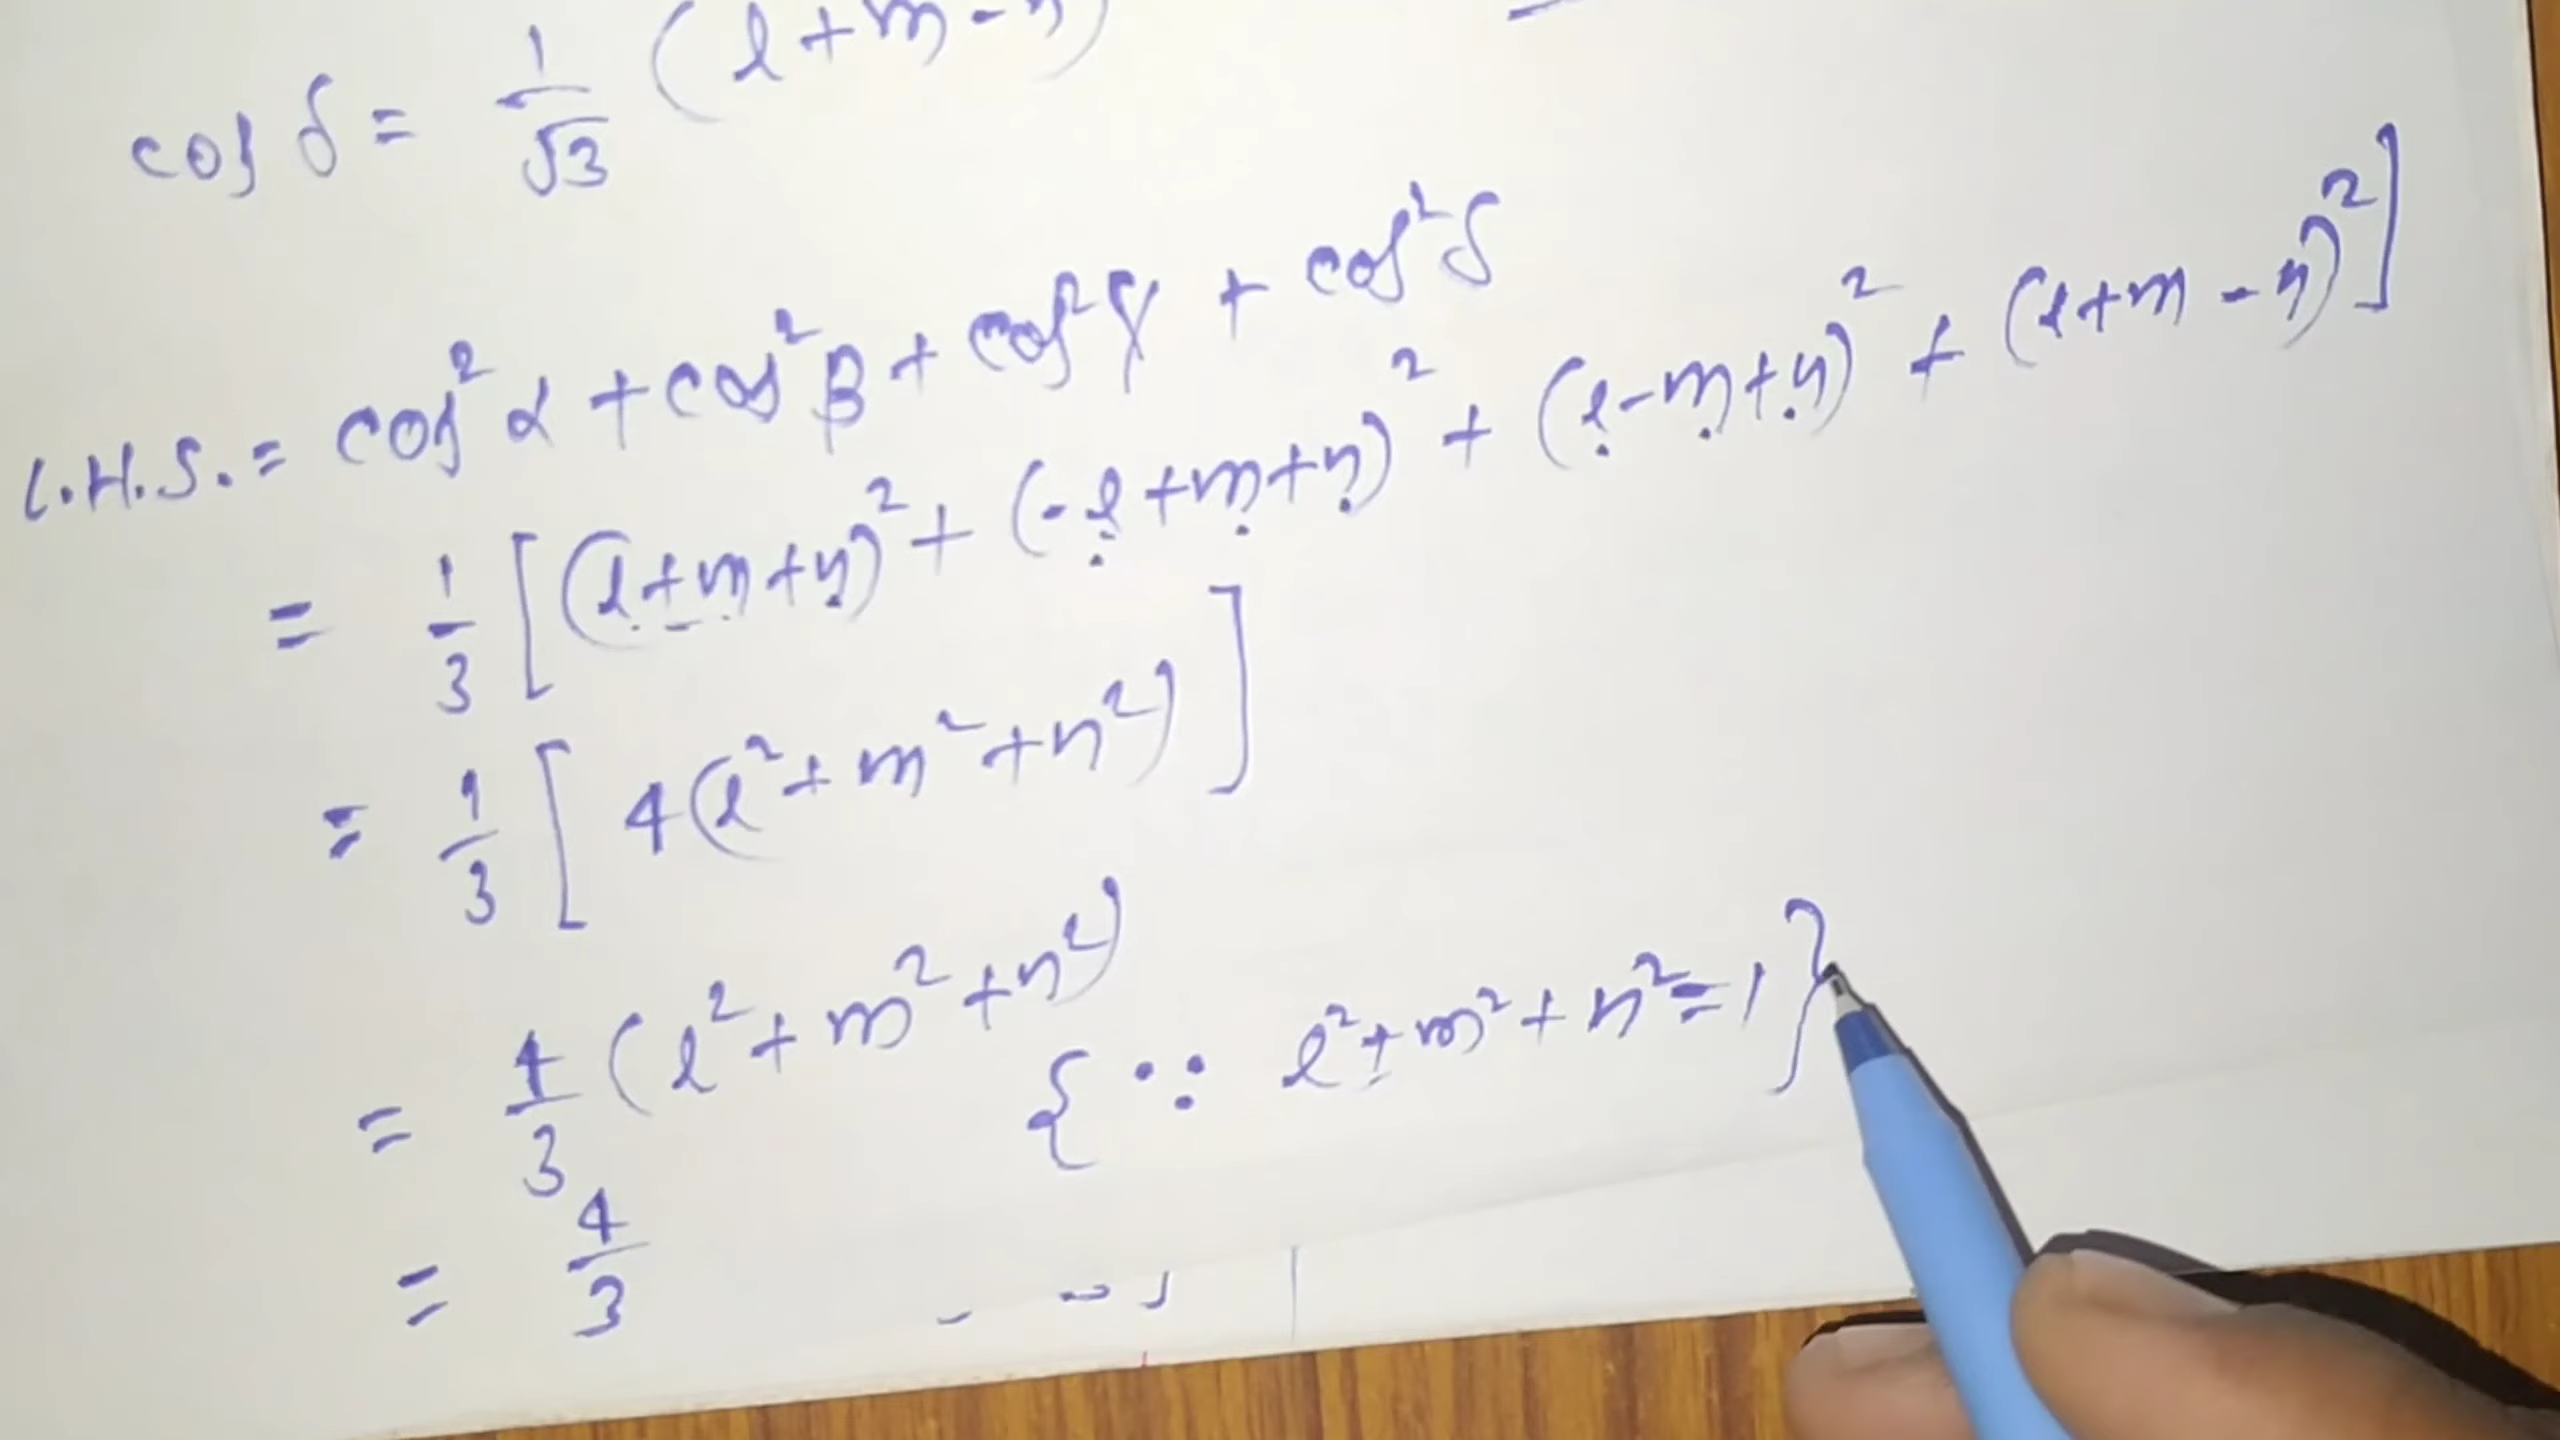 cos δ = 1/√3 (l+m-n)
L.H.S. = cos²α + cos²β + cos²γ + cos²δ
= 1/3 [(l+m+n)² + (-l+m+n)² + (l-m+n)² + (l+m-n)²]
= 1/3 [4(l²+m²+n²)]
= 4/3 (l²+m²+n²)
{∵ l²+m²+n²=1}
= 4/3